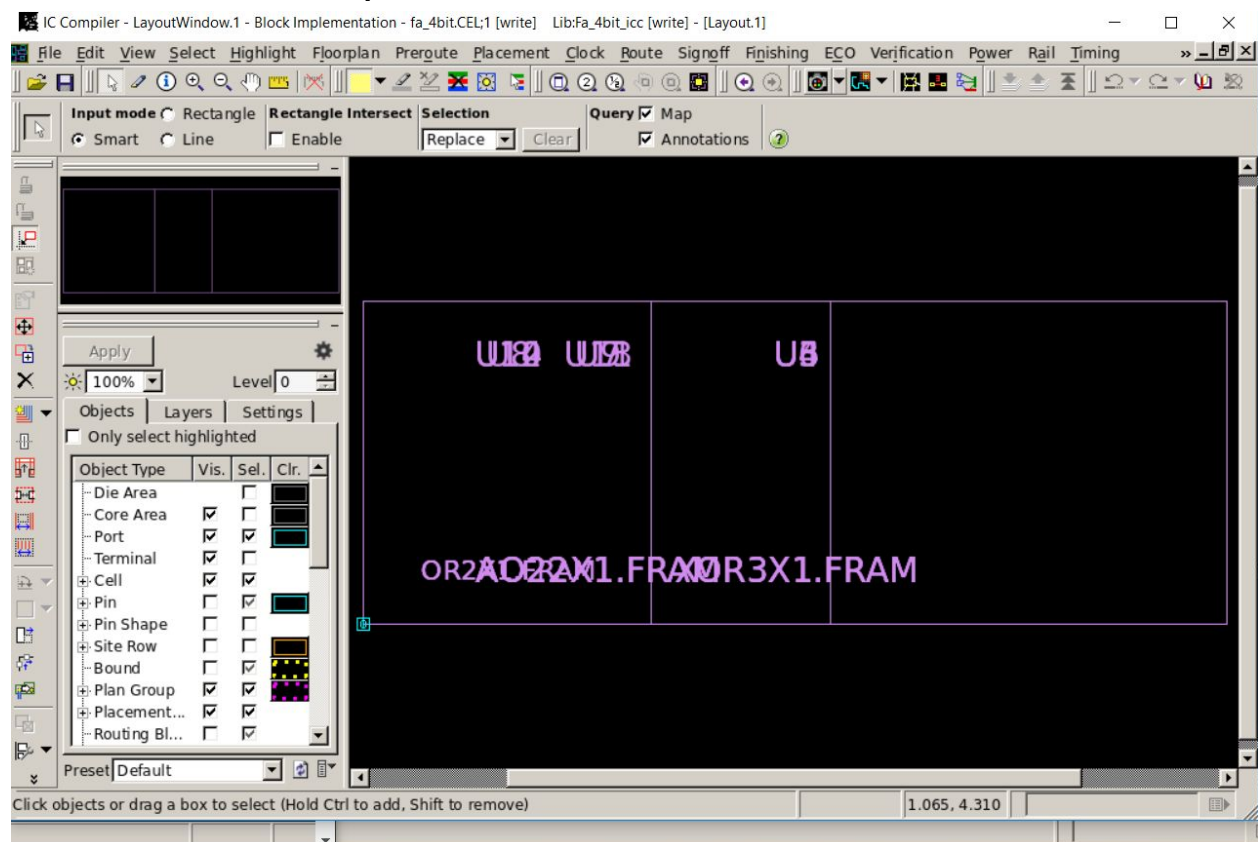 IC Compiler - LayoutWindow.1 - Block Implementation - fa_4bit.CEL;1 [write] Lib:Fa_4bit_icc [write] - [Layout.1]
File Edit View Select Highlight Floorplan Preroute Placement Clock Route Signoff Finishing ECO Verification Power Rail Timing »
Input mode Rectangle Rectangle Intersect Selection Query Map
Smart Line Enable Replace Clear Annotations
Apply
100% Level 0
Objects Layers Settings
Only select highlighted
Object Type Vis. Sel. Clr.
Die Area
Core Area
Port
Terminal
Cell
Pin
Pin Shape
Site Row
Bound
Plan Group
Placement...
Routing Bl...
Preset Default
AO22X1.FRAM
XOR3X1.FRAM
Click objects or drag a box to select (Hold Ctrl to add, Shift to remove) 1.065, 4.310